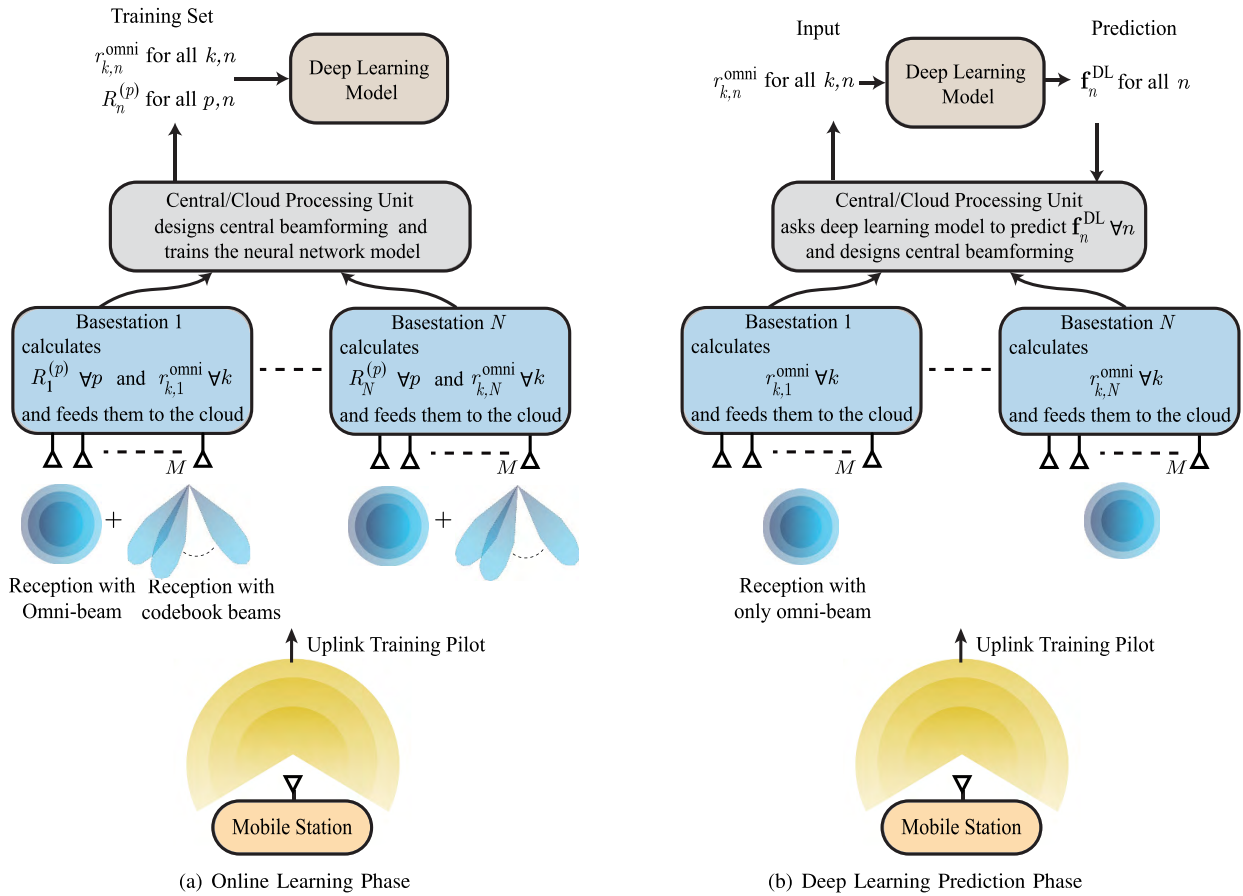 Training Set
r_{k,n}^{omni} for all k,n
R_n^{(p)} for all p,n
Deep Learning
Model
Central/Cloud Processing Unit
designs central beamforming and
trains the neural network model
Basestation 1
calculates
R_1^{(p)} ∀p and r_{k,1}^{omni} ∀k
and feeds them to the cloud
Basestation N
calculates
R_N^{(p)} ∀p and r_{k,N}^{omni} ∀k
and feeds them to the cloud
M
M
+
+
Reception with
Omni-beam
Reception with
codebook beams
Uplink Training Pilot
Mobile Station
(a) Online Learning Phase
Input
r_{k,n}^{omni} for all k,n
Deep Learning
Model
Prediction
f_n^{DL} for all n
Central/Cloud Processing Unit
asks deep learning model to predict f_n^{DL} ∀n
and designs central beamforming
Basestation 1
calculates
r_{k,1}^{omni} ∀k
and feeds them to the cloud
Basestation N
calculates
r_{k,N}^{omni} ∀k
and feeds them to the cloud
M
M
Reception with
only omni-beam
Uplink Training Pilot
Mobile Station
(b) Deep Learning Prediction Phase